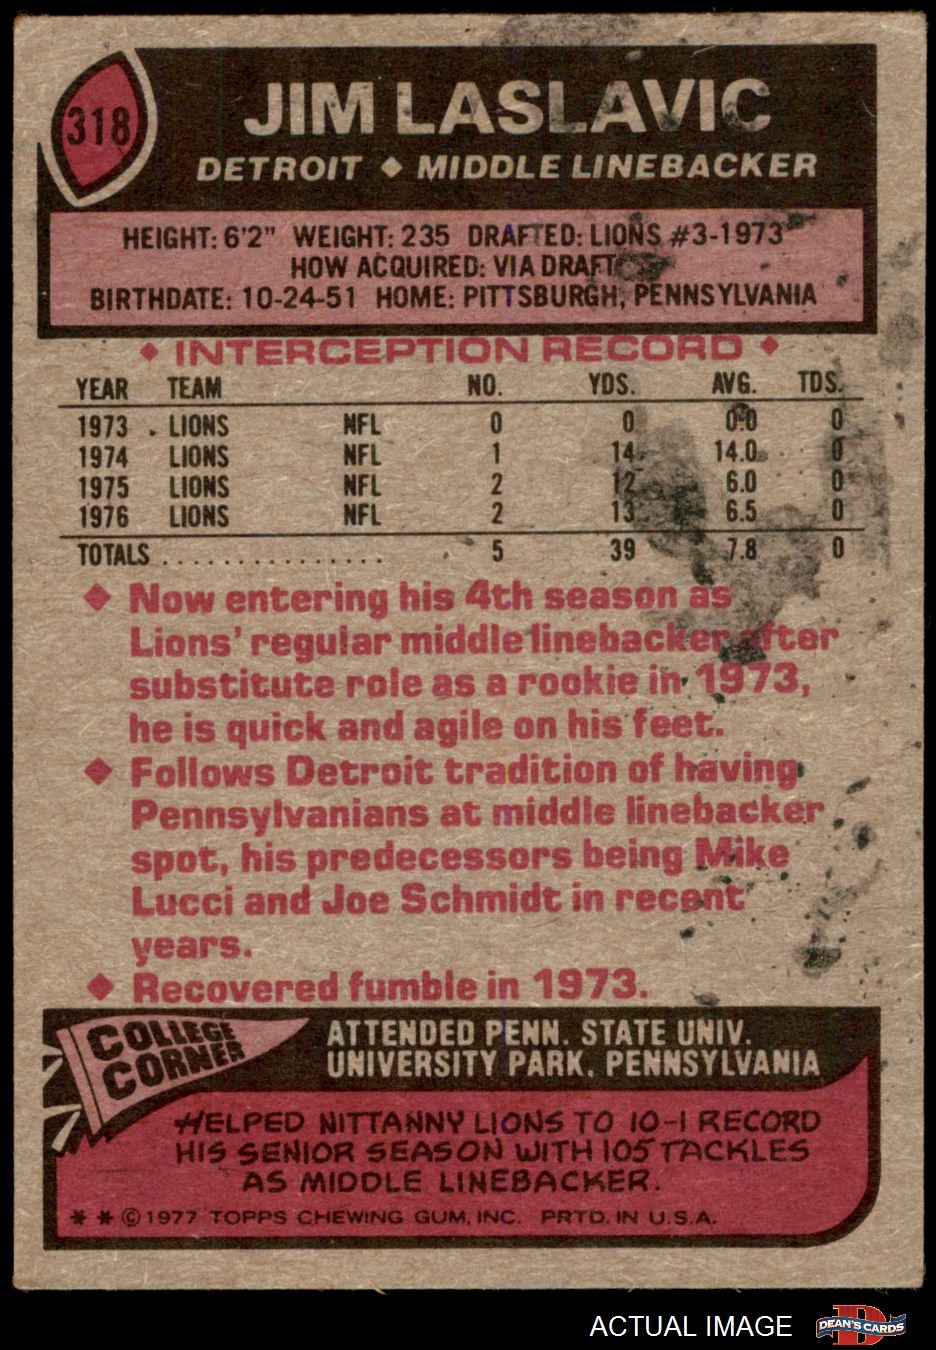 318
JIM LASLAVIC
DETROIT ◆ MIDDLE LINEBACKER
HEIGHT: 6'2" WEIGHT: 235 DRAFTED: LIONS #3-1973
HOW ACQUIRED: VIA DRAFT
BIRTHDATE: 10-24-51 HOME: PITTSBURGH, PENNSYLVANIA
◆ INTERCEPTION RECORD ◆
YEAR TEAM NO. YDS. AVG. TDS.
1973 LIONS NFL 0 0 0.0 0
1974 LIONS NFL 1 14 14.0 0
1975 LIONS NFL 2 12 6.0 0
1976 LIONS NFL 2 13 6.5 0
TOTALS . . . . . . . . . . . . . . . 5 39 7.8 0
◆ Now entering his 4th season as
Lions' regular middle linebacker after
substitute role as a rookie in 1973,
he is quick and agile on his feet.
◆ Follows Detroit tradition of having
Pennsylvanians at middle linebacker
spot, his predecessors being Mike
Lucci and Joe Schmidt in recent
years.
◆ Recovered fumble in 1973.
COLLEGE
CORNER
ATTENDED PENN. STATE UNIV.
UNIVERSITY PARK, PENNSYLVANIA
HELPED NITTANNY LIONS TO 10-1 RECORD
HIS SENIOR SEASON WITH 105 TACKLES
AS MIDDLE LINEBACKER.
* * © 1977 TOPPS CHEWING GUM, INC. PRTD. IN U.S.A.
ACTUAL IMAGE
DEAN'S CARDS